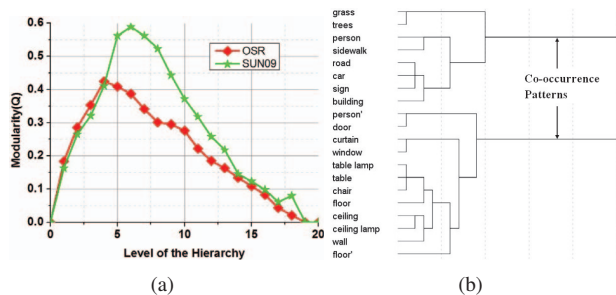 0.6
0.5
0.4
0.3
0.2
0.1
0.0
Modularity(Q)
OSR
SUN09
0 5 10 15 20
Level of the Hierarchy
(a)
grass
trees
person
sidewalk
road
car
sign
building
person'
door
curtain
window
table lamp
table
chair
floor
ceiling
ceiling lamp
wall
floor'
Co-occurrence
Patterns
(b)